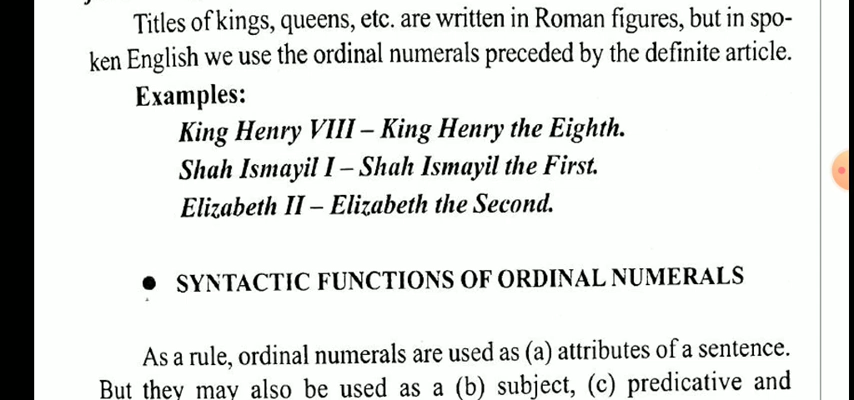 Titles of kings, queens, etc. are written in Roman figures, but in spo-
ken English we use the ordinal numerals preceded by the definite article.
Examples:
King Henry VIII – King Henry the Eighth.
Shah Ismayil I – Shah Ismayil the First.
Elizabeth II – Elizabeth the Second.
● SYNTACTIC FUNCTIONS OF ORDINAL NUMERALS
As a rule, ordinal numerals are used as (a) attributes of a sentence.
But they may also be used as a (b) subject, (c) predicative and